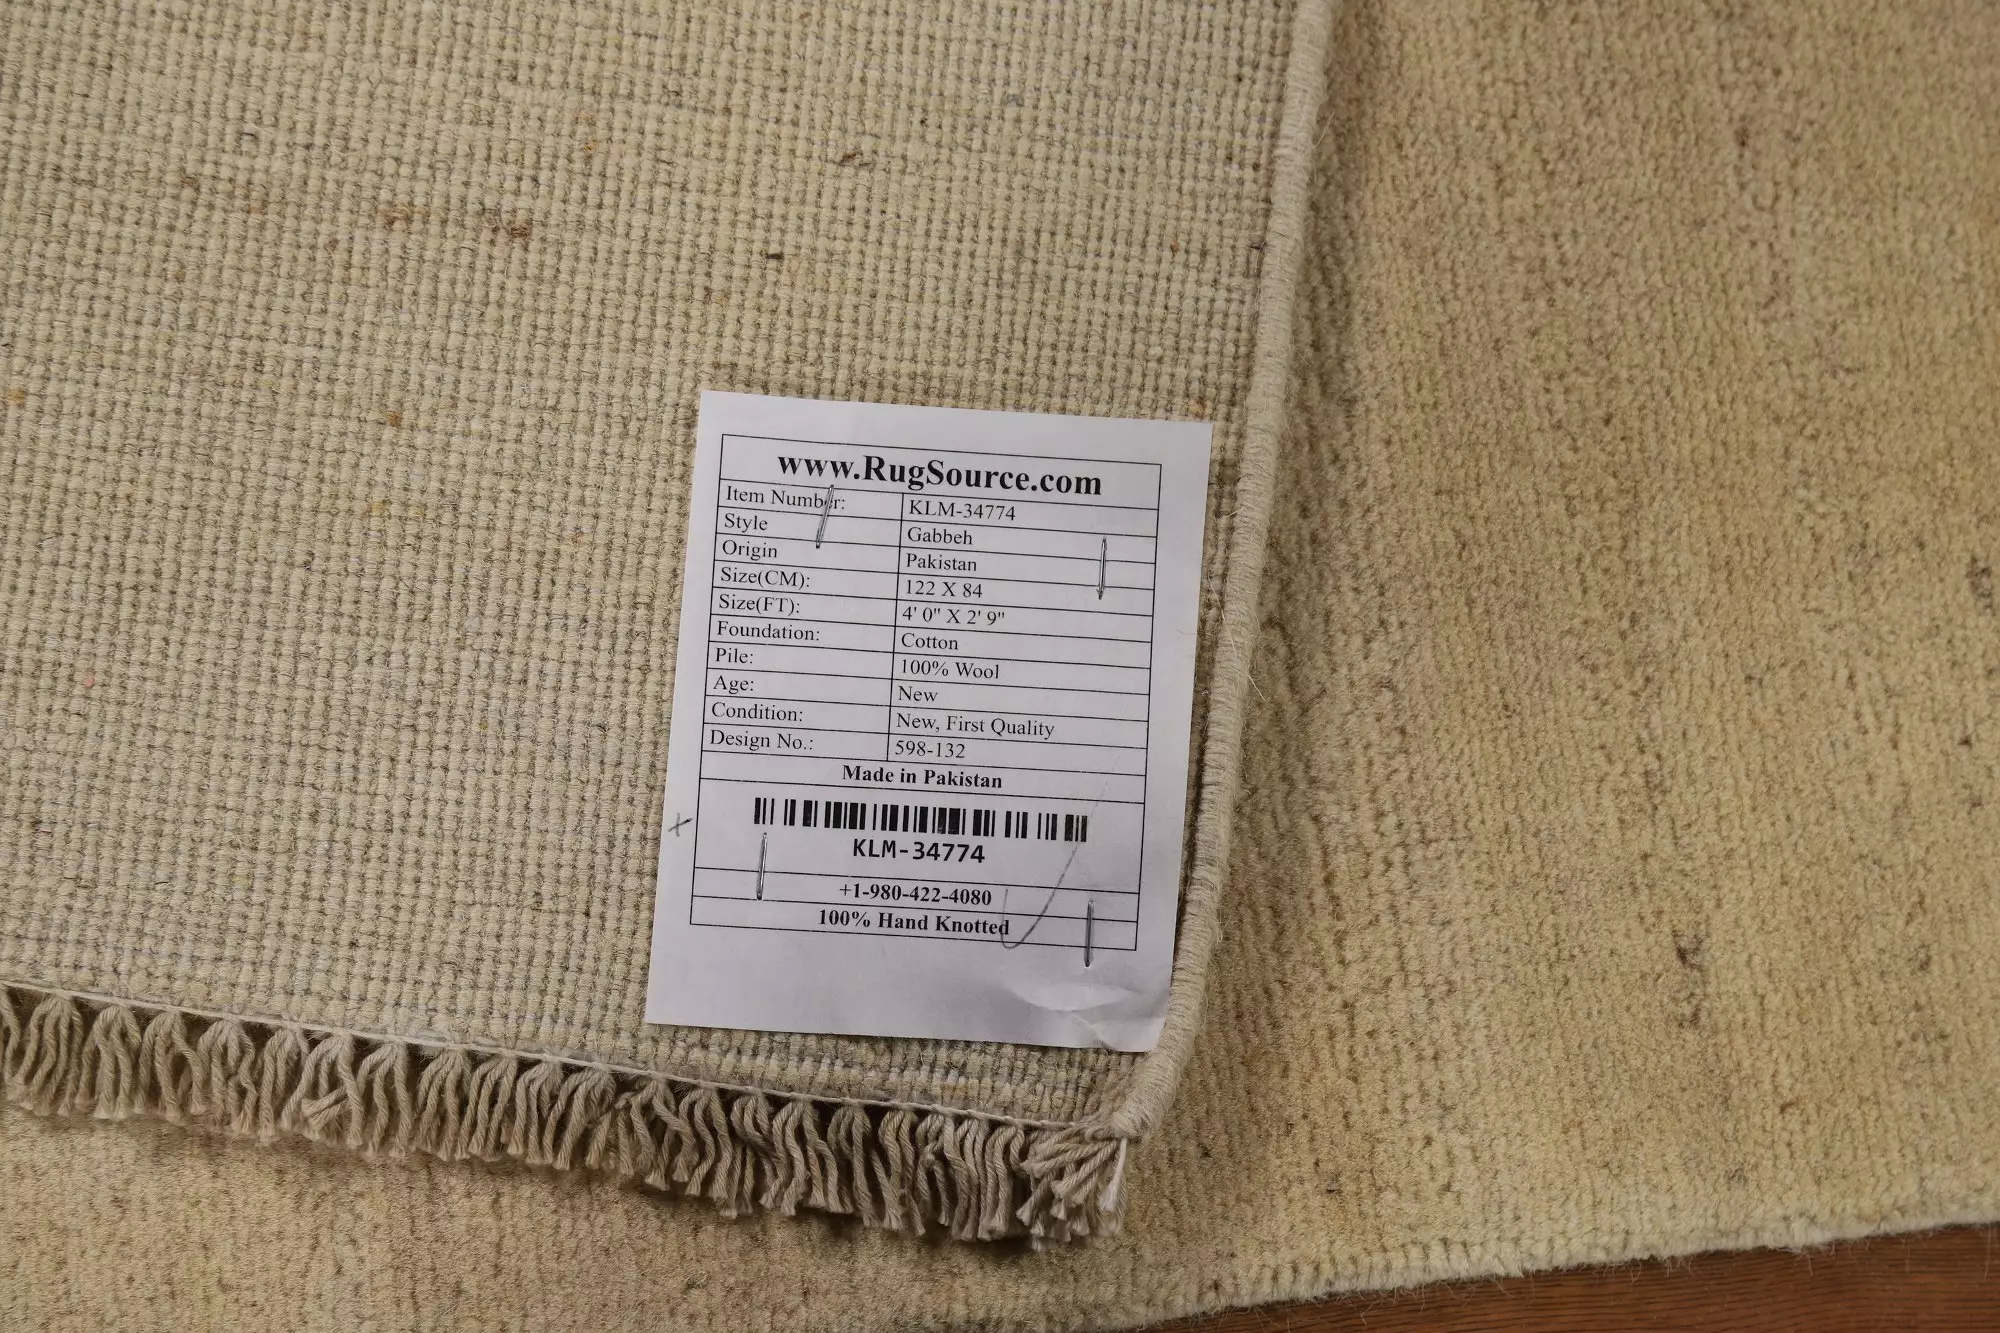 www.RugSource.com
Item Number: KLM-34774
Style Gabbeh
Origin Pakistan
Size(CM): 122 X 84
Size(FT): 4' 0" X 2' 9"
Foundation: Cotton
Pile: 100% Wool
Age: New
Condition: New, First Quality
Design No.: 598-132
Made in Pakistan
KLM-34774
+1-980-422-4080
100% Hand Knotted